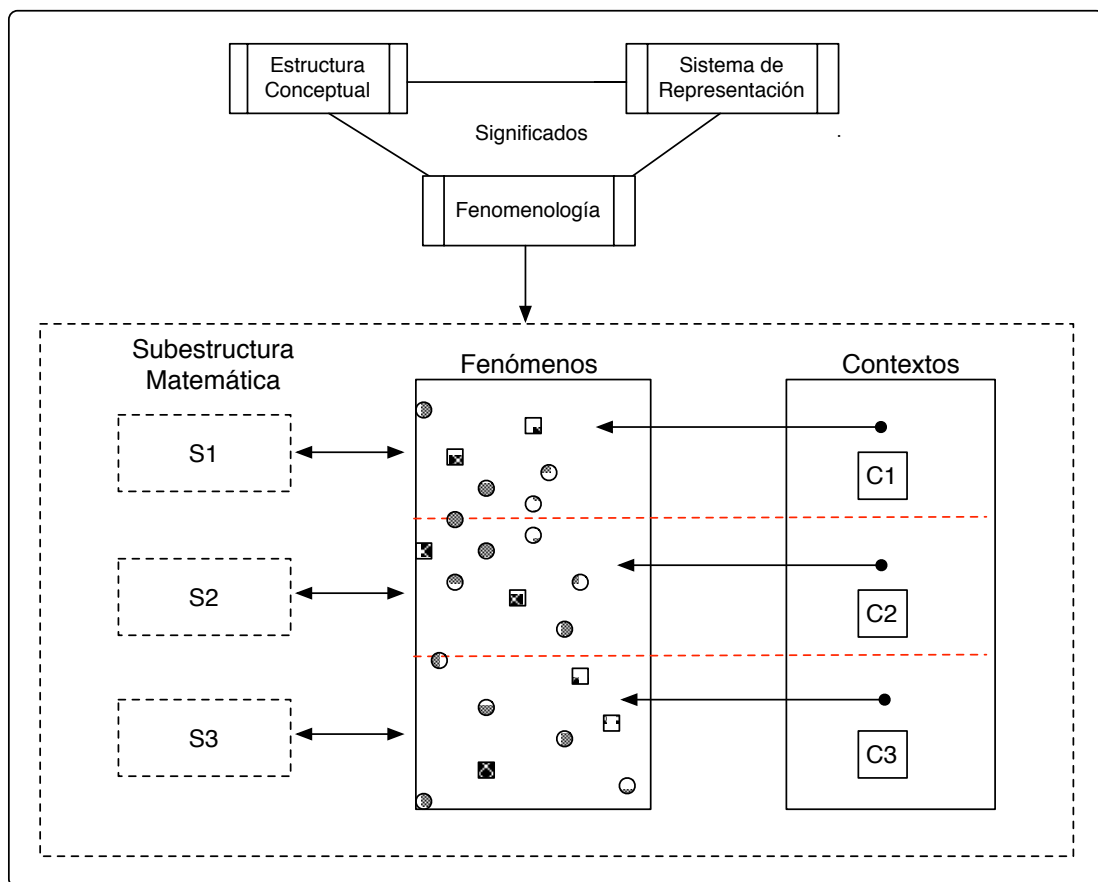 Estructura
Conceptual
Sistema de
Representación
Significados
Fenomenología
Subestructura
Matemática
Fenómenos
Contextos
S1
C1
S2
C2
S3
C3